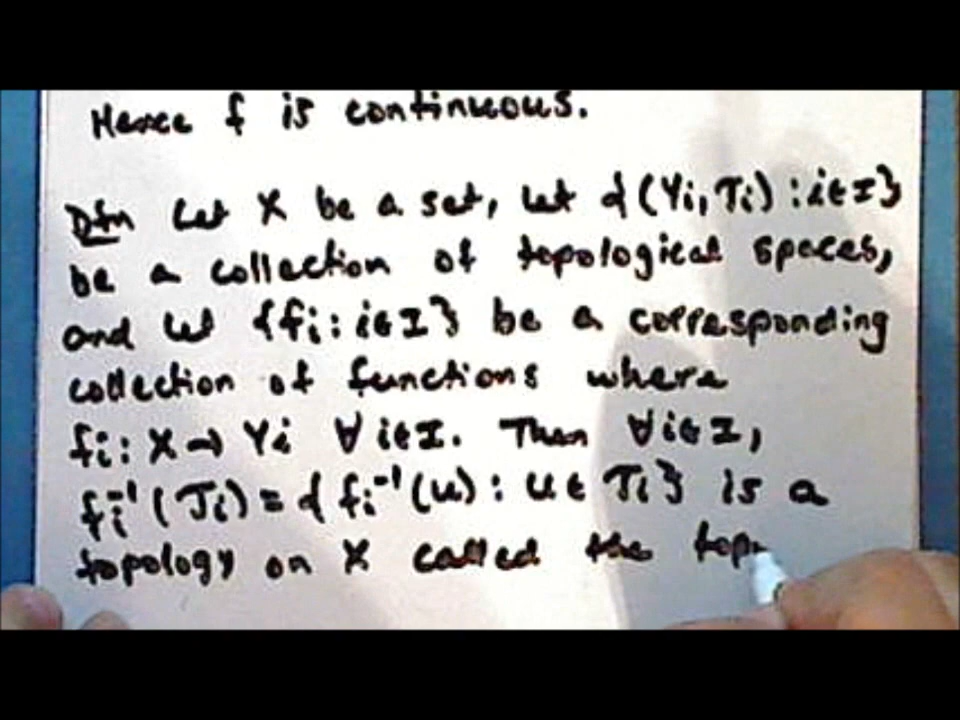 Hence f is continuous.
Dfn Let X be a set, let {(Yi, Ti) : i∈I}
be a collection of topological spaces,
and let {fi : i∈I} be a corresponding
collection of functions where
fi : X → Yi ∀ i∈I. Then ∀ i∈I,
fi⁻¹(Ti) = { fi⁻¹(u) : u∈Ti} is a
topology on X called the topo